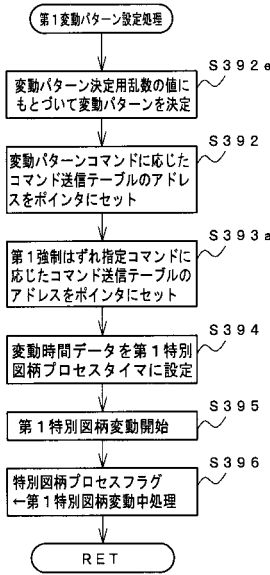 第１変動パターン設定処理
Ｓ３９２ｅ
変動パターン決定用乱数の値に
もとづいて変動パターンを決定
Ｓ３９２
変動パターンコマンドに応じた
コマンド送信テーブルのアドレ
スをポインタにセット
Ｓ３９３ａ
第１強制はずれ指定コマンドに
応じたコマンド送信テーブルの
アドレスをポインタにセット
Ｓ３９４
変動時間データを第１特別
図柄プロセスタイマに設定
Ｓ３９５
第１特別図柄変動開始
Ｓ３９６
特別図柄プロセスフラグ
←第１特別図柄変動中処理
ＲＥＴ